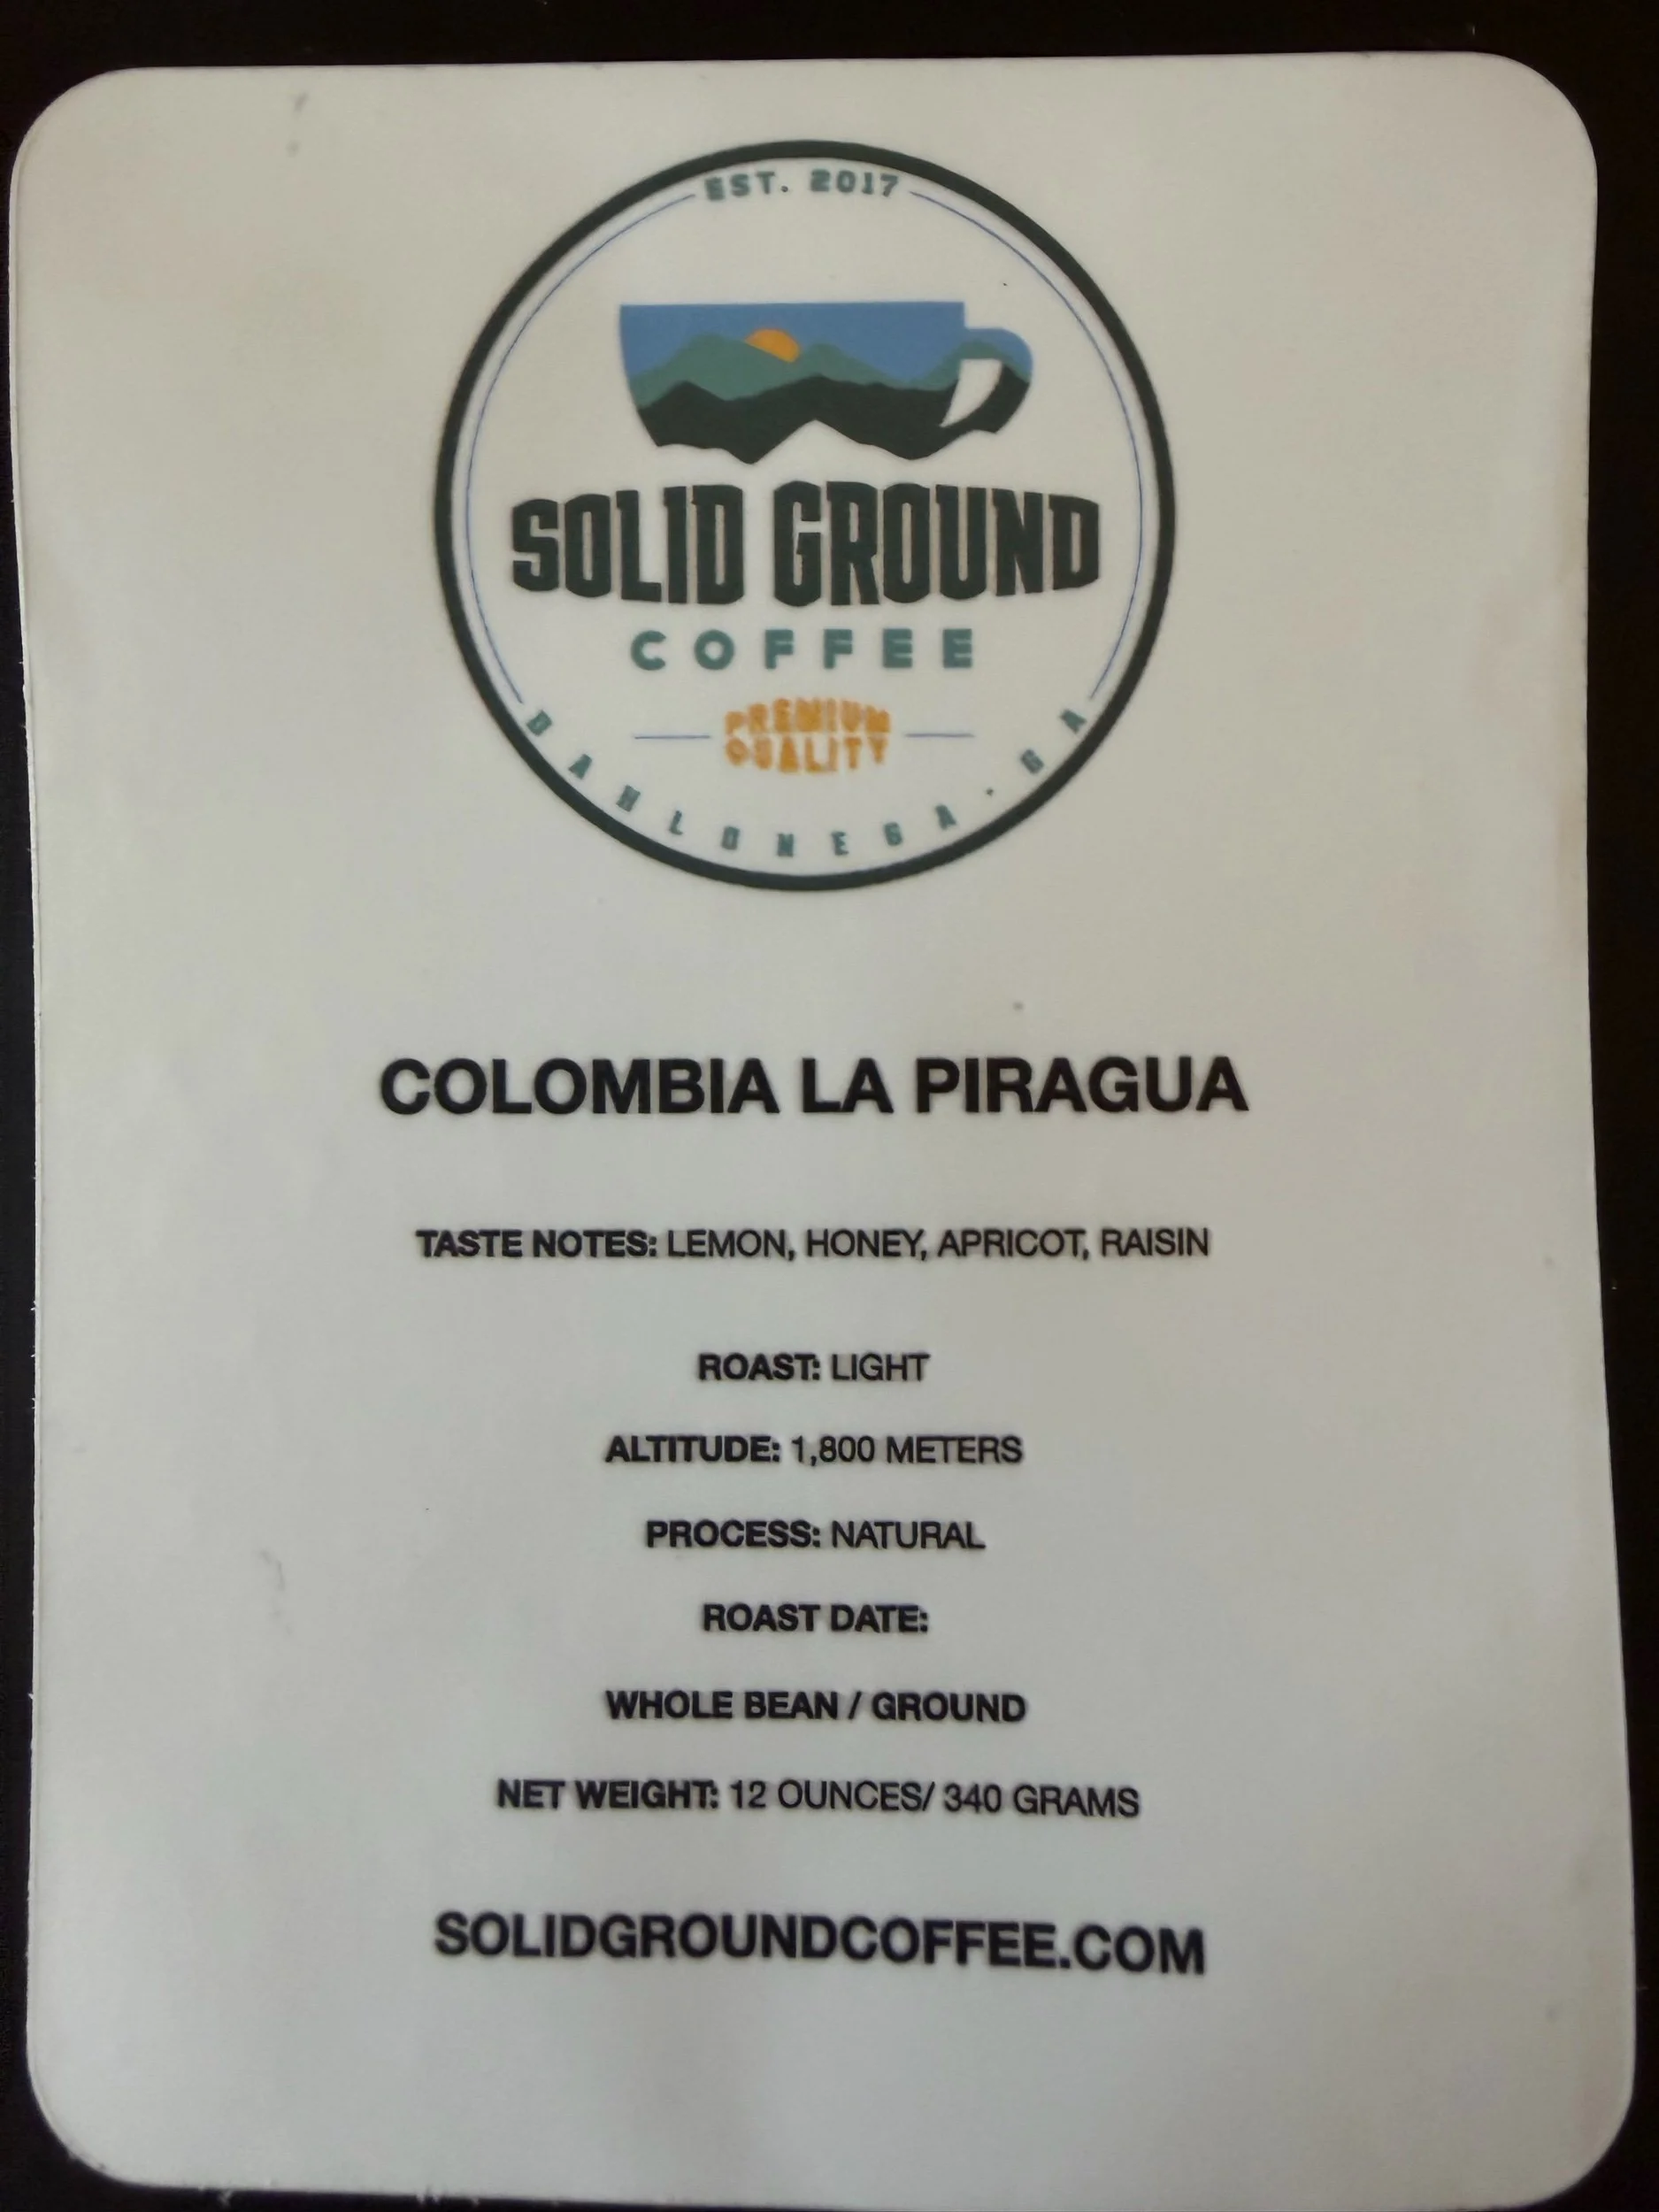 EST. 2017
SOLID GROUND
COFFEE
PREMIUM
QUALITY
DAHLONEGA · GA
COLOMBIA LA PIRAGUA
TASTE NOTES: LEMON, HONEY, APRICOT, RAISIN
ROAST: LIGHT
ALTITUDE: 1,800 METERS
PROCESS: NATURAL
ROAST DATE:
WHOLE BEAN / GROUND
NET WEIGHT: 12 OUNCES/ 340 GRAMS
SOLIDGROUNDCOFFEE.COM